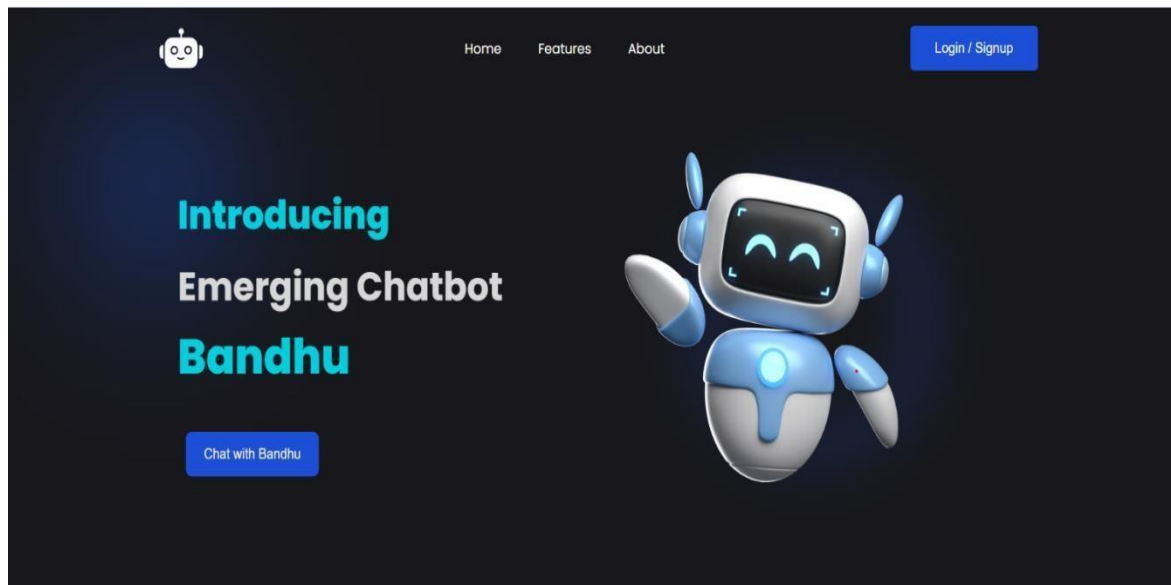 Home Features About Login / Signup
Introducing
Emerging Chatbot
Bandhu
Chat with Bandhu